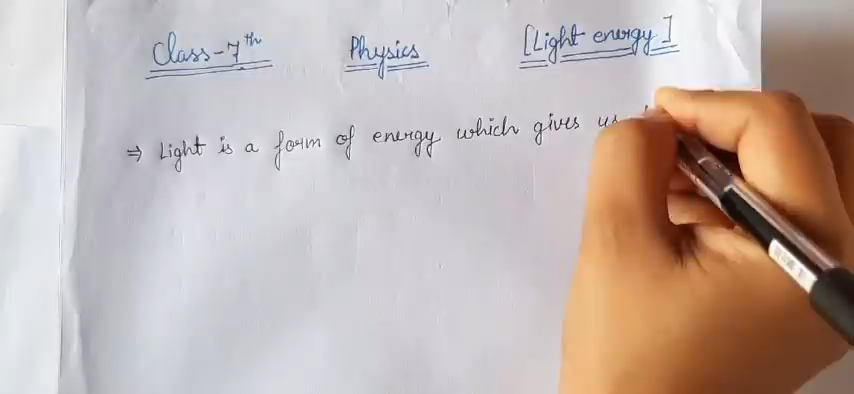 Class-7th Physics [Light energy]
⇒ Light is a form of energy which gives us